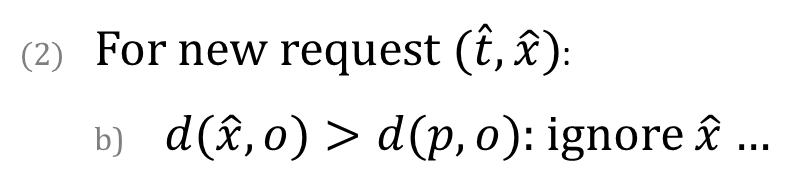 (2) For new request (t̂, x̂):
b) d(x̂, o) > d(p, o): ignore x̂ ...